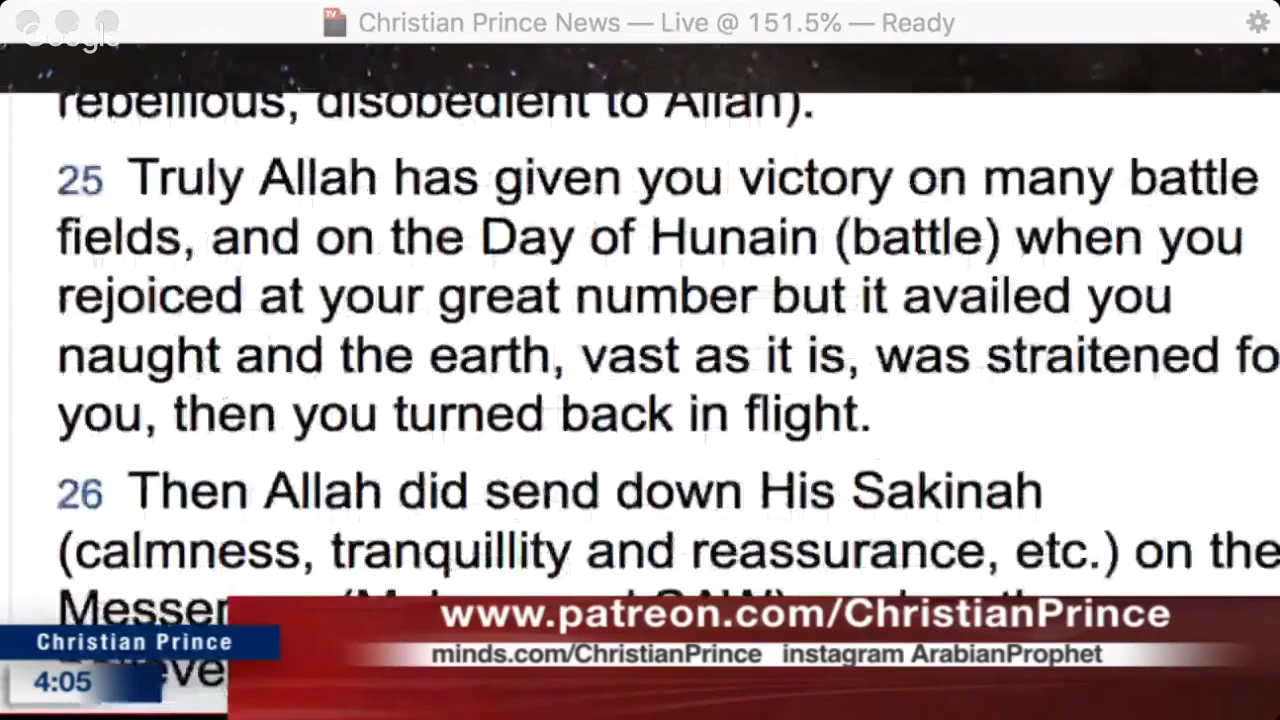 Christian Prince News — Live @ 151.5% — Ready
Google
rebellious, disobedient to Allah).
25 Truly Allah has given you victory on many battle
fields, and on the Day of Hunain (battle) when you
rejoiced at your great number but it availed you
naught and the earth, vast as it is, was straitened fo
you, then you turned back in flight.
26 Then Allah did send down His Sakinah
(calmness, tranquillity and reassurance, etc.) on the
Messen
www.patreon.com/ChristianPrince
Christian Prince
minds.com/ChristianPrince instagram ArabianProphet
4:05